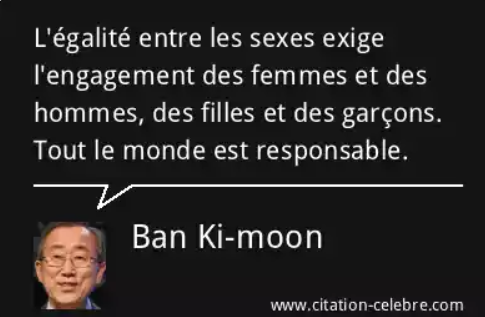 L'égalité entre les sexes exige
l'engagement des femmes et des
hommes, des filles et des garçons.
Tout le monde est responsable.
Ban Ki-moon
www.citation-celebre.com